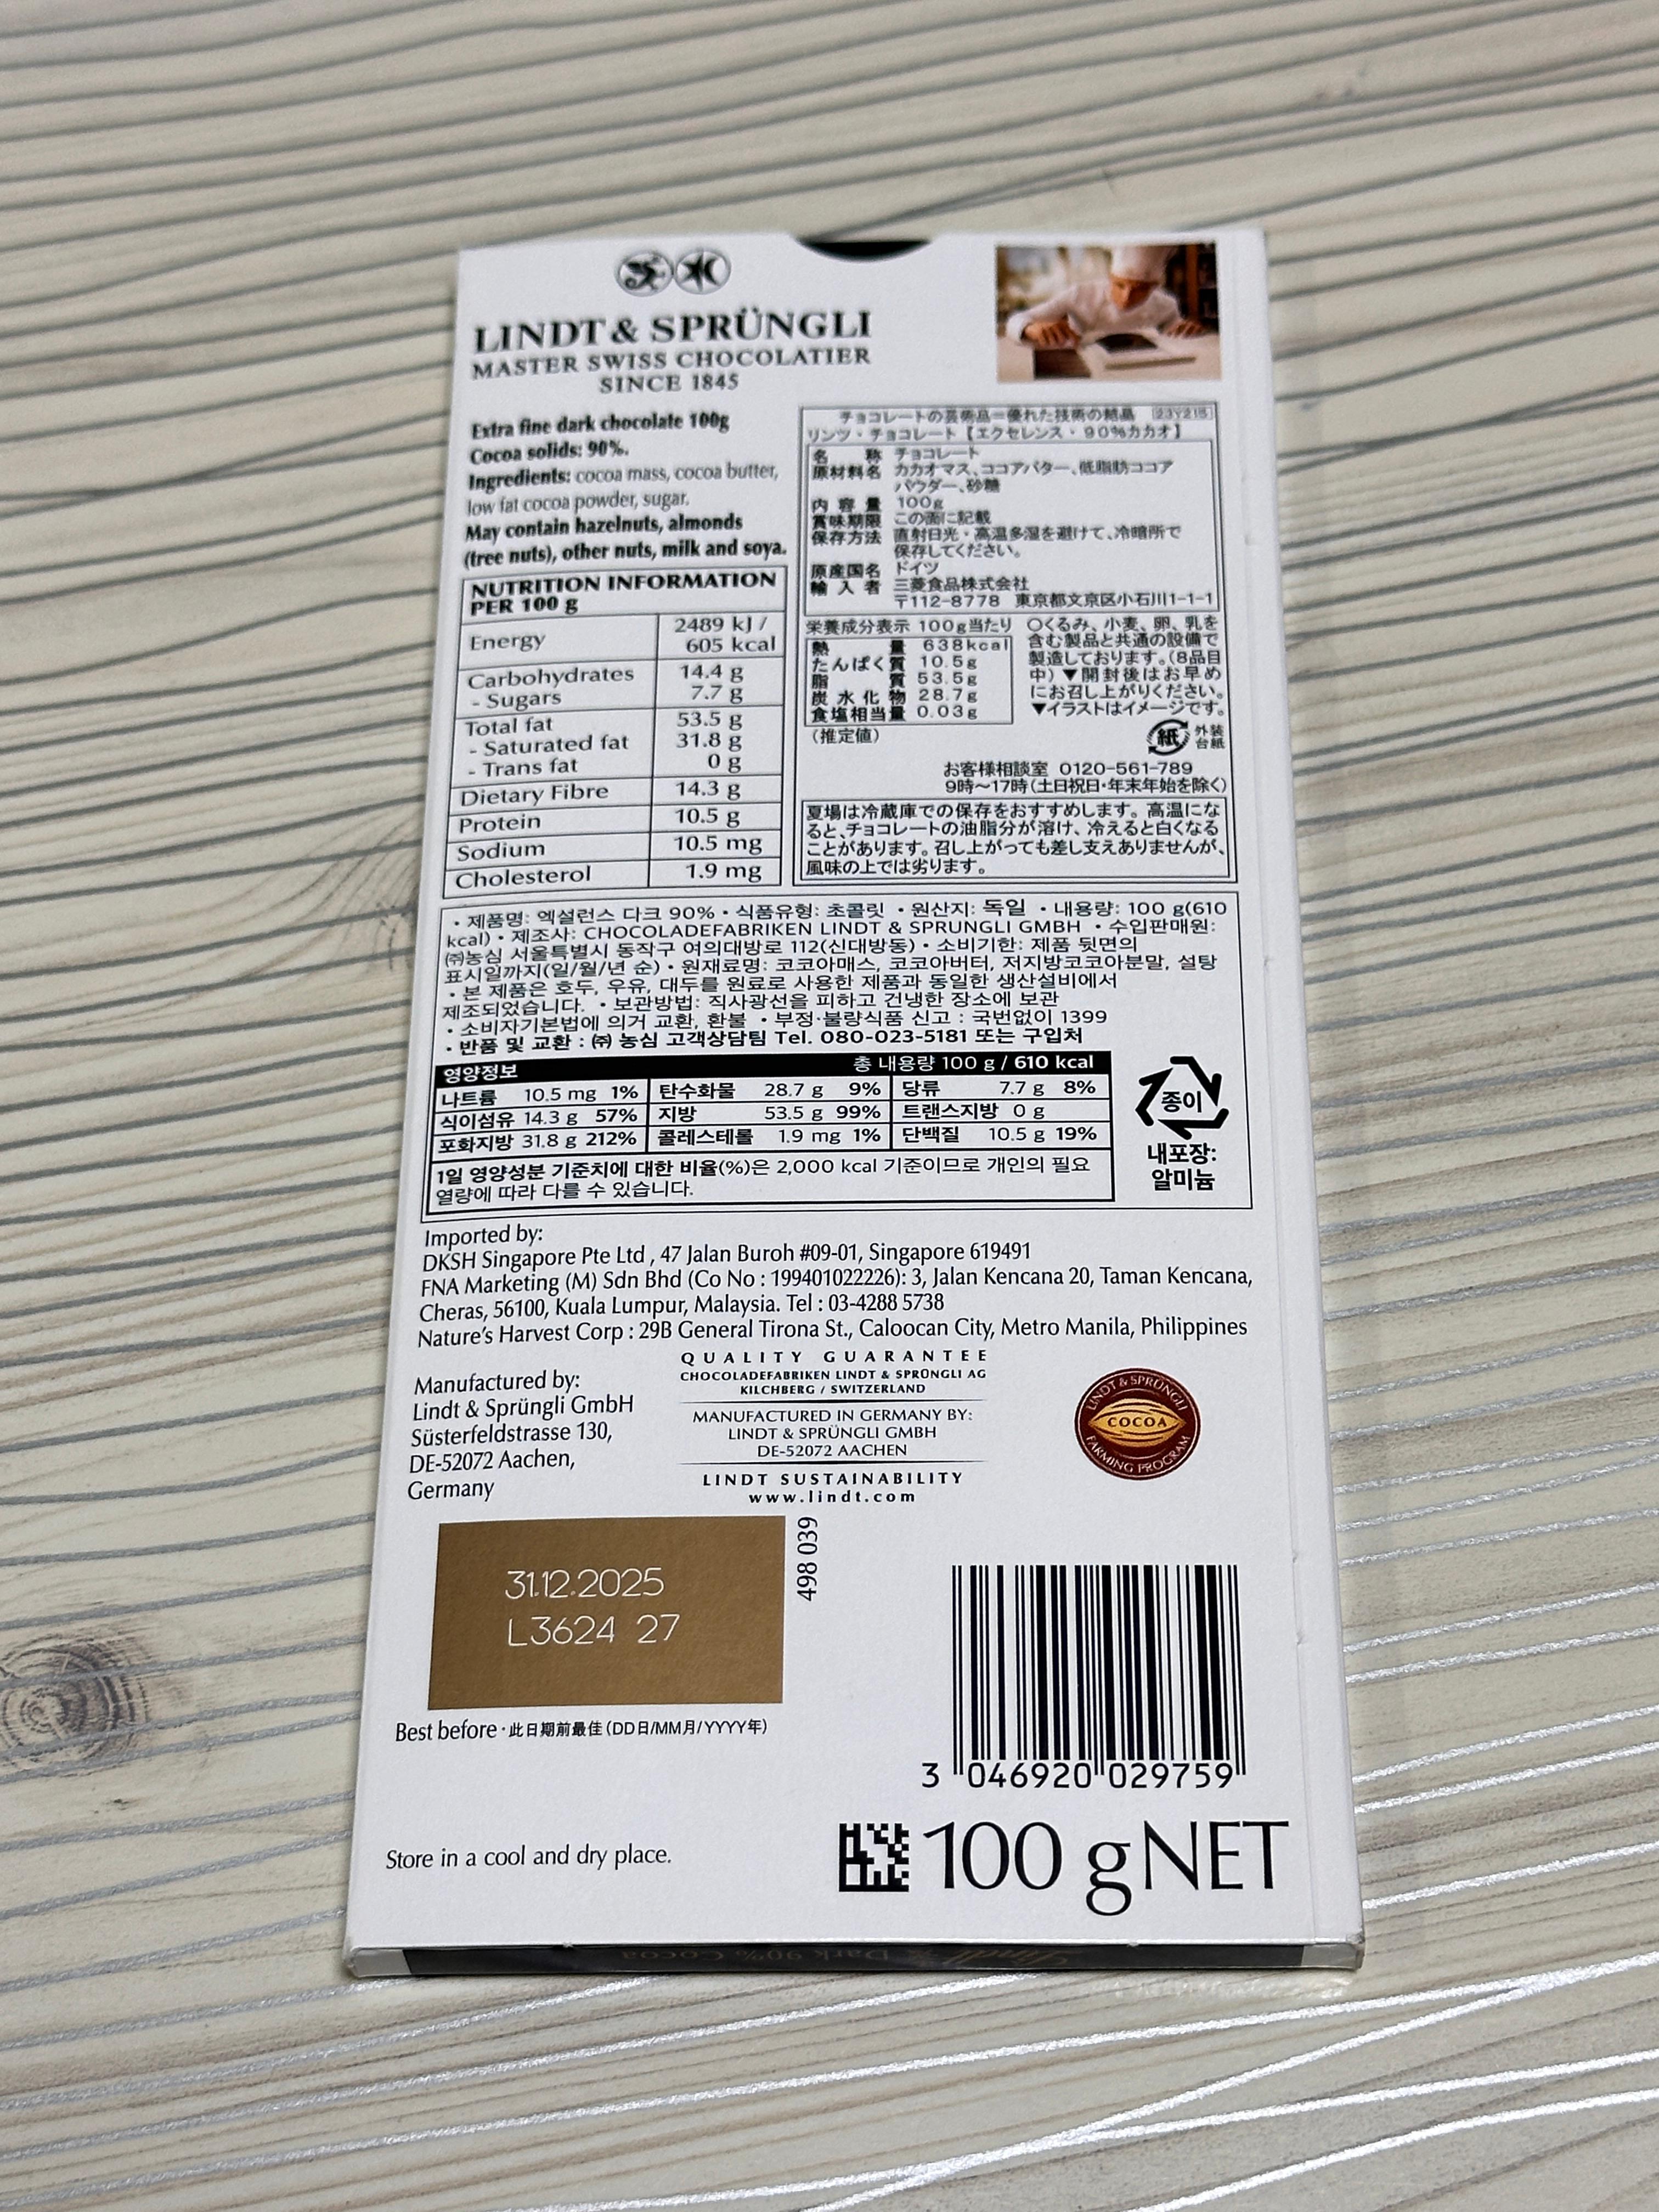 LINDT & SPRÜNGLI
MASTER SWISS CHOCOLATIER
SINCE 1845
Extra fine dark chocolate 100g
Cocoa solids: 90%.
Ingredients: cocoa mass, cocoa butter,
low fat cocoa powder, sugar.
May contain hazelnuts, almonds
(tree nuts), other nuts, milk and soya.
NUTRITION INFORMATION
PER 100 g
Energy 2489 kJ /
605 kcal
Carbohydrates 14.4 g
- Sugars 7.7 g
Total fat 53.5 g
- Saturated fat 31.8 g
- Trans fat 0 g
Dietary Fibre 14.3 g
Protein 10.5 g
Sodium 10.5 mg
Cholesterol 1.9 mg
チョコレートの芸術品＝優れた技術の結晶 23Y215
リンツ・チョコレート【エクセレンス・90%カカオ】
名称 チョコレート
原材料名 カカオマス、ココアバター、低脂肪ココア
パウダー、砂糖
内容量 100g
賞味期限 この面に記載
保存方法 直射日光・高温多湿を避けて、冷暗所で
保存してください。
原産国名 ドイツ
輸入者 三菱食品株式会社
〒112-8778 東京都文京区小石川1-1-1
栄養成分表示 100g当たり
熱量 638kcal
たんぱく質 10.5g
脂質 53.5g
炭水化物 28.7g
食塩相当量 0.03g
(推定値)
○くるみ、小麦、卵、乳を
含む製品と共通の設備で
製造しております。(8品目
中)▼開封後はお早め
にお召し上がりください。
▼イラストはイメージです。
紙 外装
台紙
お客様相談室 0120-561-789
9時～17時(土日祝日・年末年始を除く)
夏場は冷蔵庫での保存をおすすめします。高温にな
ると、チョコレートの油脂分が溶け、冷えると白くなる
ことがあります。召し上がっても差し支えありませんが、
風味の上では劣ります。
• 제품명: 엑설런스 다크 90% • 식품유형: 초콜릿 • 원산지: 독일 • 내용량: 100 g(610
kcal) • 제조사: CHOCOLADEFABRIKEN LINDT & SPRUNGLI GMBH • 수입판매원:
㈜농심 서울특별시 동작구 여의대방로 112(신대방동) • 소비기한: 제품 뒷면의
표시일까지(일/월/년 순) • 원재료명: 코코아매스, 코코아버터, 저지방코코아분말, 설탕
• 본 제품은 호두, 우유, 대두를 원료로 사용한 제품과 동일한 생산설비에서
제조되었습니다. • 보관방법: 직사광선을 피하고 건냉한 장소에 보관
• 소비자기본법에 의거 교환, 환불 • 부정·불량식품 신고 : 국번없이 1399
• 반품 및 교환 : ㈜ 농심 고객상담팀 Tel. 080-023-5181 또는 구입처
영양정보 총 내용량 100 g / 610 kcal
나트륨 10.5 mg 1% 탄수화물 28.7 g 9% 당류 7.7 g 8%
식이섬유 14.3 g 57% 지방 53.5 g 99% 트랜스지방 0 g
포화지방 31.8 g 212% 콜레스테롤 1.9 mg 1% 단백질 10.5 g 19%
1일 영양성분 기준치에 대한 비율(%)은 2,000 kcal 기준이므로 개인의 필요
열량에 따라 다를 수 있습니다.
종이
내포장:
알미늄
Imported by:
DKSH Singapore Pte Ltd , 47 Jalan Buroh #09-01, Singapore 619491
FNA Marketing (M) Sdn Bhd (Co No : 199401022226): 3, Jalan Kencana 20, Taman Kencana,
Cheras, 56100, Kuala Lumpur, Malaysia. Tel : 03-4288 5738
Nature's Harvest Corp : 29B General Tirona St., Caloocan City, Metro Manila, Philippines
Manufactured by:
Lindt & Sprüngli GmbH
Süsterfeldstrasse 130,
DE-52072 Aachen,
Germany
QUALITY GUARANTEE
CHOCOLADEFABRIKEN LINDT & SPRÜNGLI AG
KILCHBERG / SWITZERLAND
MANUFACTURED IN GERMANY BY:
LINDT & SPRÜNGLI GMBH
DE-52072 AACHEN
LINDT SUSTAINABILITY
www.lindt.com
LINDT & SPRÜNGLI
COCOA
FARMING PROGRAM
31.12.2025
L3624 27
498 039
Best before · 此日期前最佳 (DD日/MM月/YYYY年)
3 046920 029759
Store in a cool and dry place.
100 g NET
Lindt Dark 90% Cocoa